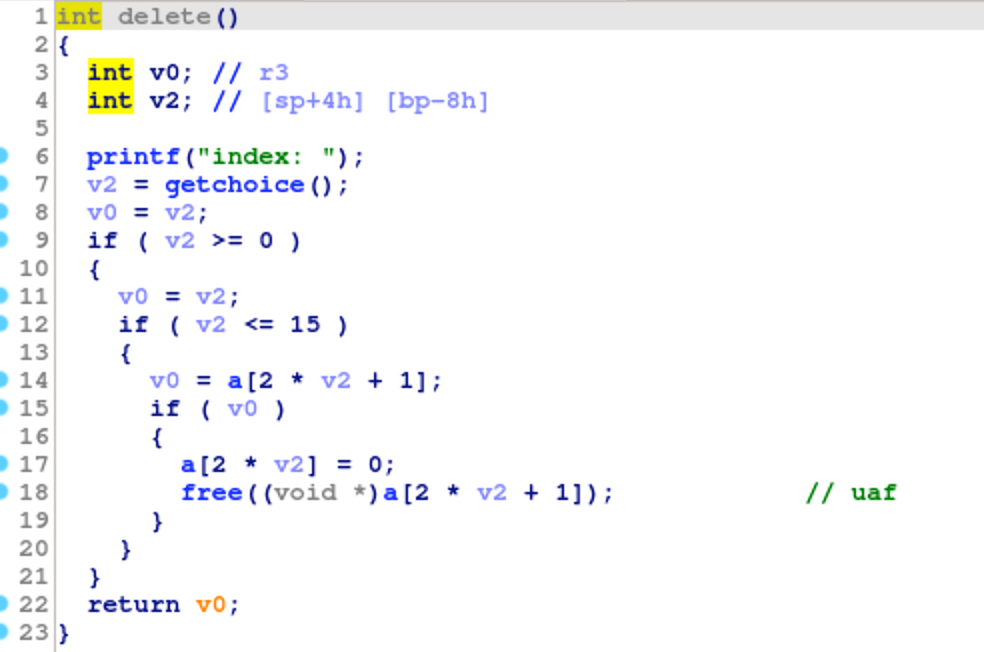 1 int delete()
2 {
3   int v0; // r3
4   int v2; // [sp+4h] [bp-8h]
5
6   printf("index: ");
7   v2 = getchoice();
8   v0 = v2;
9   if ( v2 >= 0 )
10   {
11     v0 = v2;
12     if ( v2 <= 15 )
13     {
14       v0 = a[2 * v2 + 1];
15       if ( v0 )
16       {
17         a[2 * v2] = 0;
18         free((void *)a[2 * v2 + 1]);             // uaf
19       }
20     }
21   }
22   return v0;
23 }